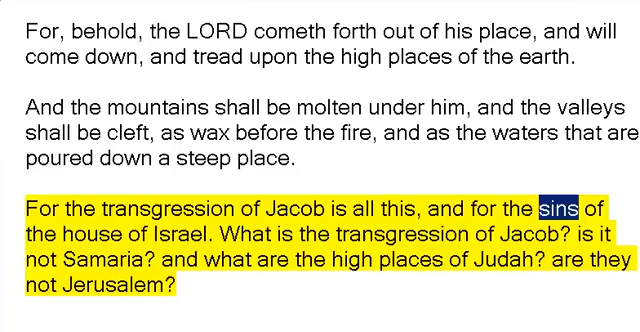 For, behold, the LORD cometh forth out of his place, and will
come down, and tread upon the high places of the earth.
And the mountains shall be molten under him, and the valleys
shall be cleft, as wax before the fire, and as the waters that are
poured down a steep place.
For the transgression of Jacob is all this, and for the sins of
the house of Israel. What is the transgression of Jacob? is it
not Samaria? and what are the high places of Judah? are they
not Jerusalem?